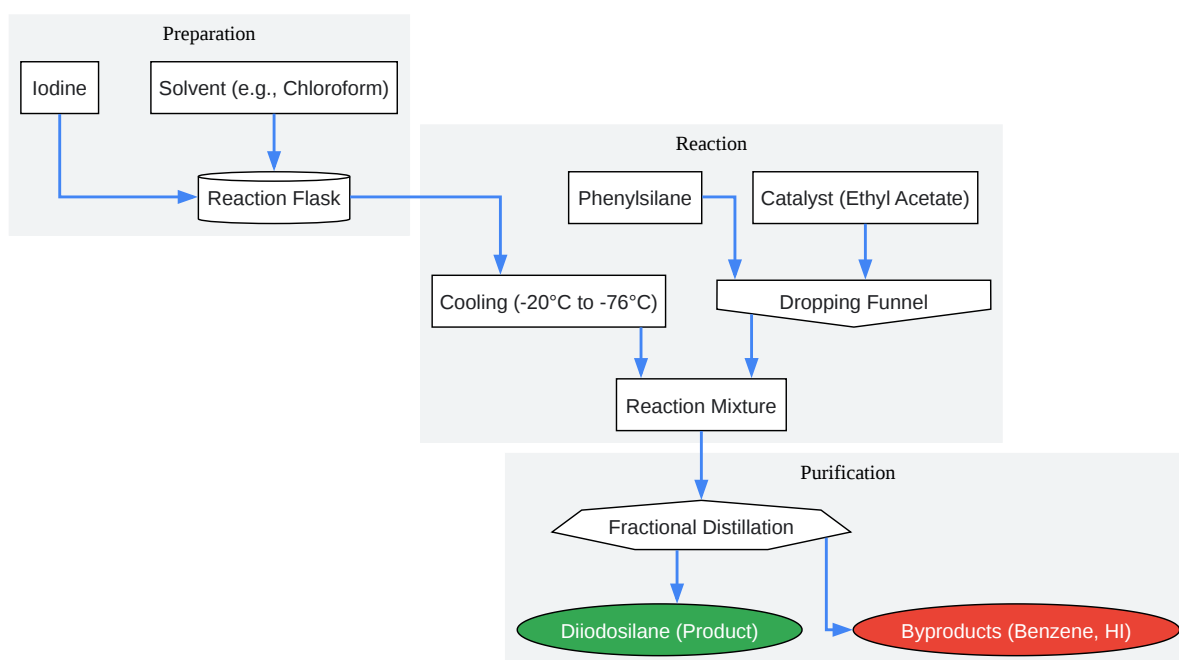 Preparation
Iodine
Solvent (e.g., Chloroform)
Reaction Flask
Reaction
Phenylsilane
Catalyst (Ethyl Acetate)
Cooling (-20°C to -76°C)
Dropping Funnel
Reaction Mixture
Purification
Fractional Distillation
Diiodosilane (Product)
Byproducts (Benzene, HI)